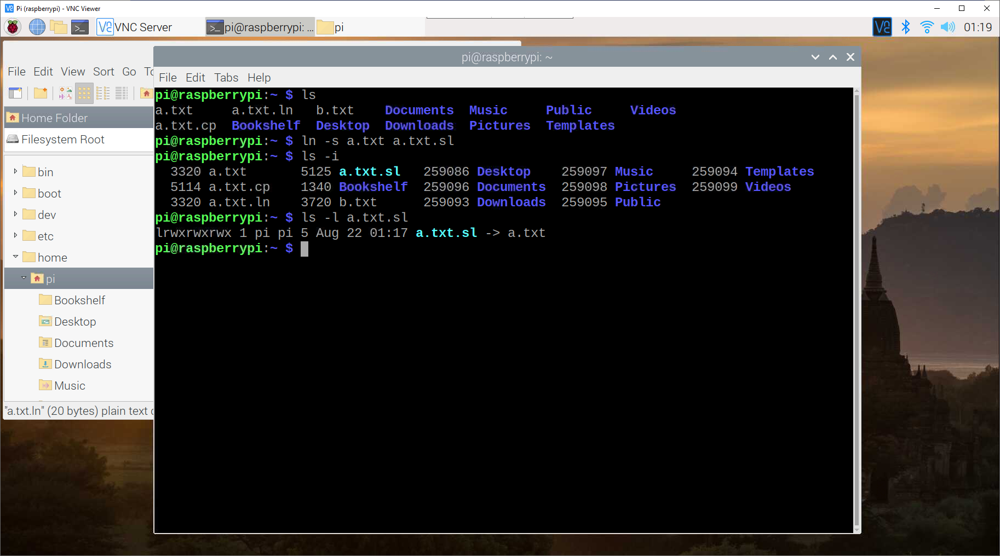 Pi (raspberrypi) - VNC Viewer
VNC Server
pi@raspberrypi: ...
pi
01:19
File Edit View Sort Go
Home Folder
Filesystem Root
bin
boot
dev
etc
home
pi
Bookshelf
Desktop
Documents
Downloads
Music
"a.txt.ln" (20 bytes) plain text
pi@raspberrypi: ~
File Edit Tabs Help
pi@raspberrypi:~ $ ls
a.txt     a.txt.ln   b.txt    Documents  Music     Public     Videos
a.txt.cp  Bookshelf  Desktop  Downloads  Pictures  Templates
pi@raspberrypi:~ $ ln -s a.txt a.txt.sl
pi@raspberrypi:~ $ ls -i
  3320 a.txt       5125 a.txt.sl   259086 Desktop    259097 Music     259094 Templates
  5114 a.txt.cp    1340 Bookshelf  259096 Documents  259098 Pictures  259099 Videos
  3320 a.txt.ln    3720 b.txt      259093 Downloads  259095 Public
pi@raspberrypi:~ $ ls -l a.txt.sl
lrwxrwxrwx 1 pi pi 5 Aug 22 01:17 a.txt.sl -> a.txt
pi@raspberrypi:~ $